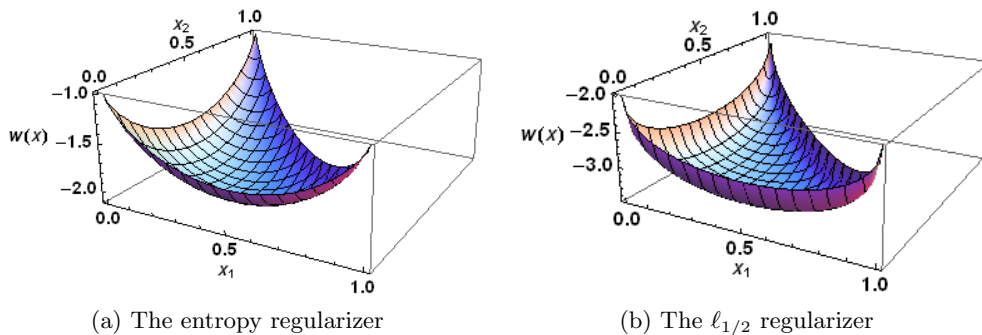 1.0
x₂
0.5
0.0
−1.0
w(x)
−1.5
−2.0
0.0
0.5
x₁
1.0
(a) The entropy regularizer
1.0
x₂
0.5
0.0
−2.0
−2.5
w(x)
−3.0
0.0
0.5
x₁
1.0
(b) The ℓ₁/₂ regularizer